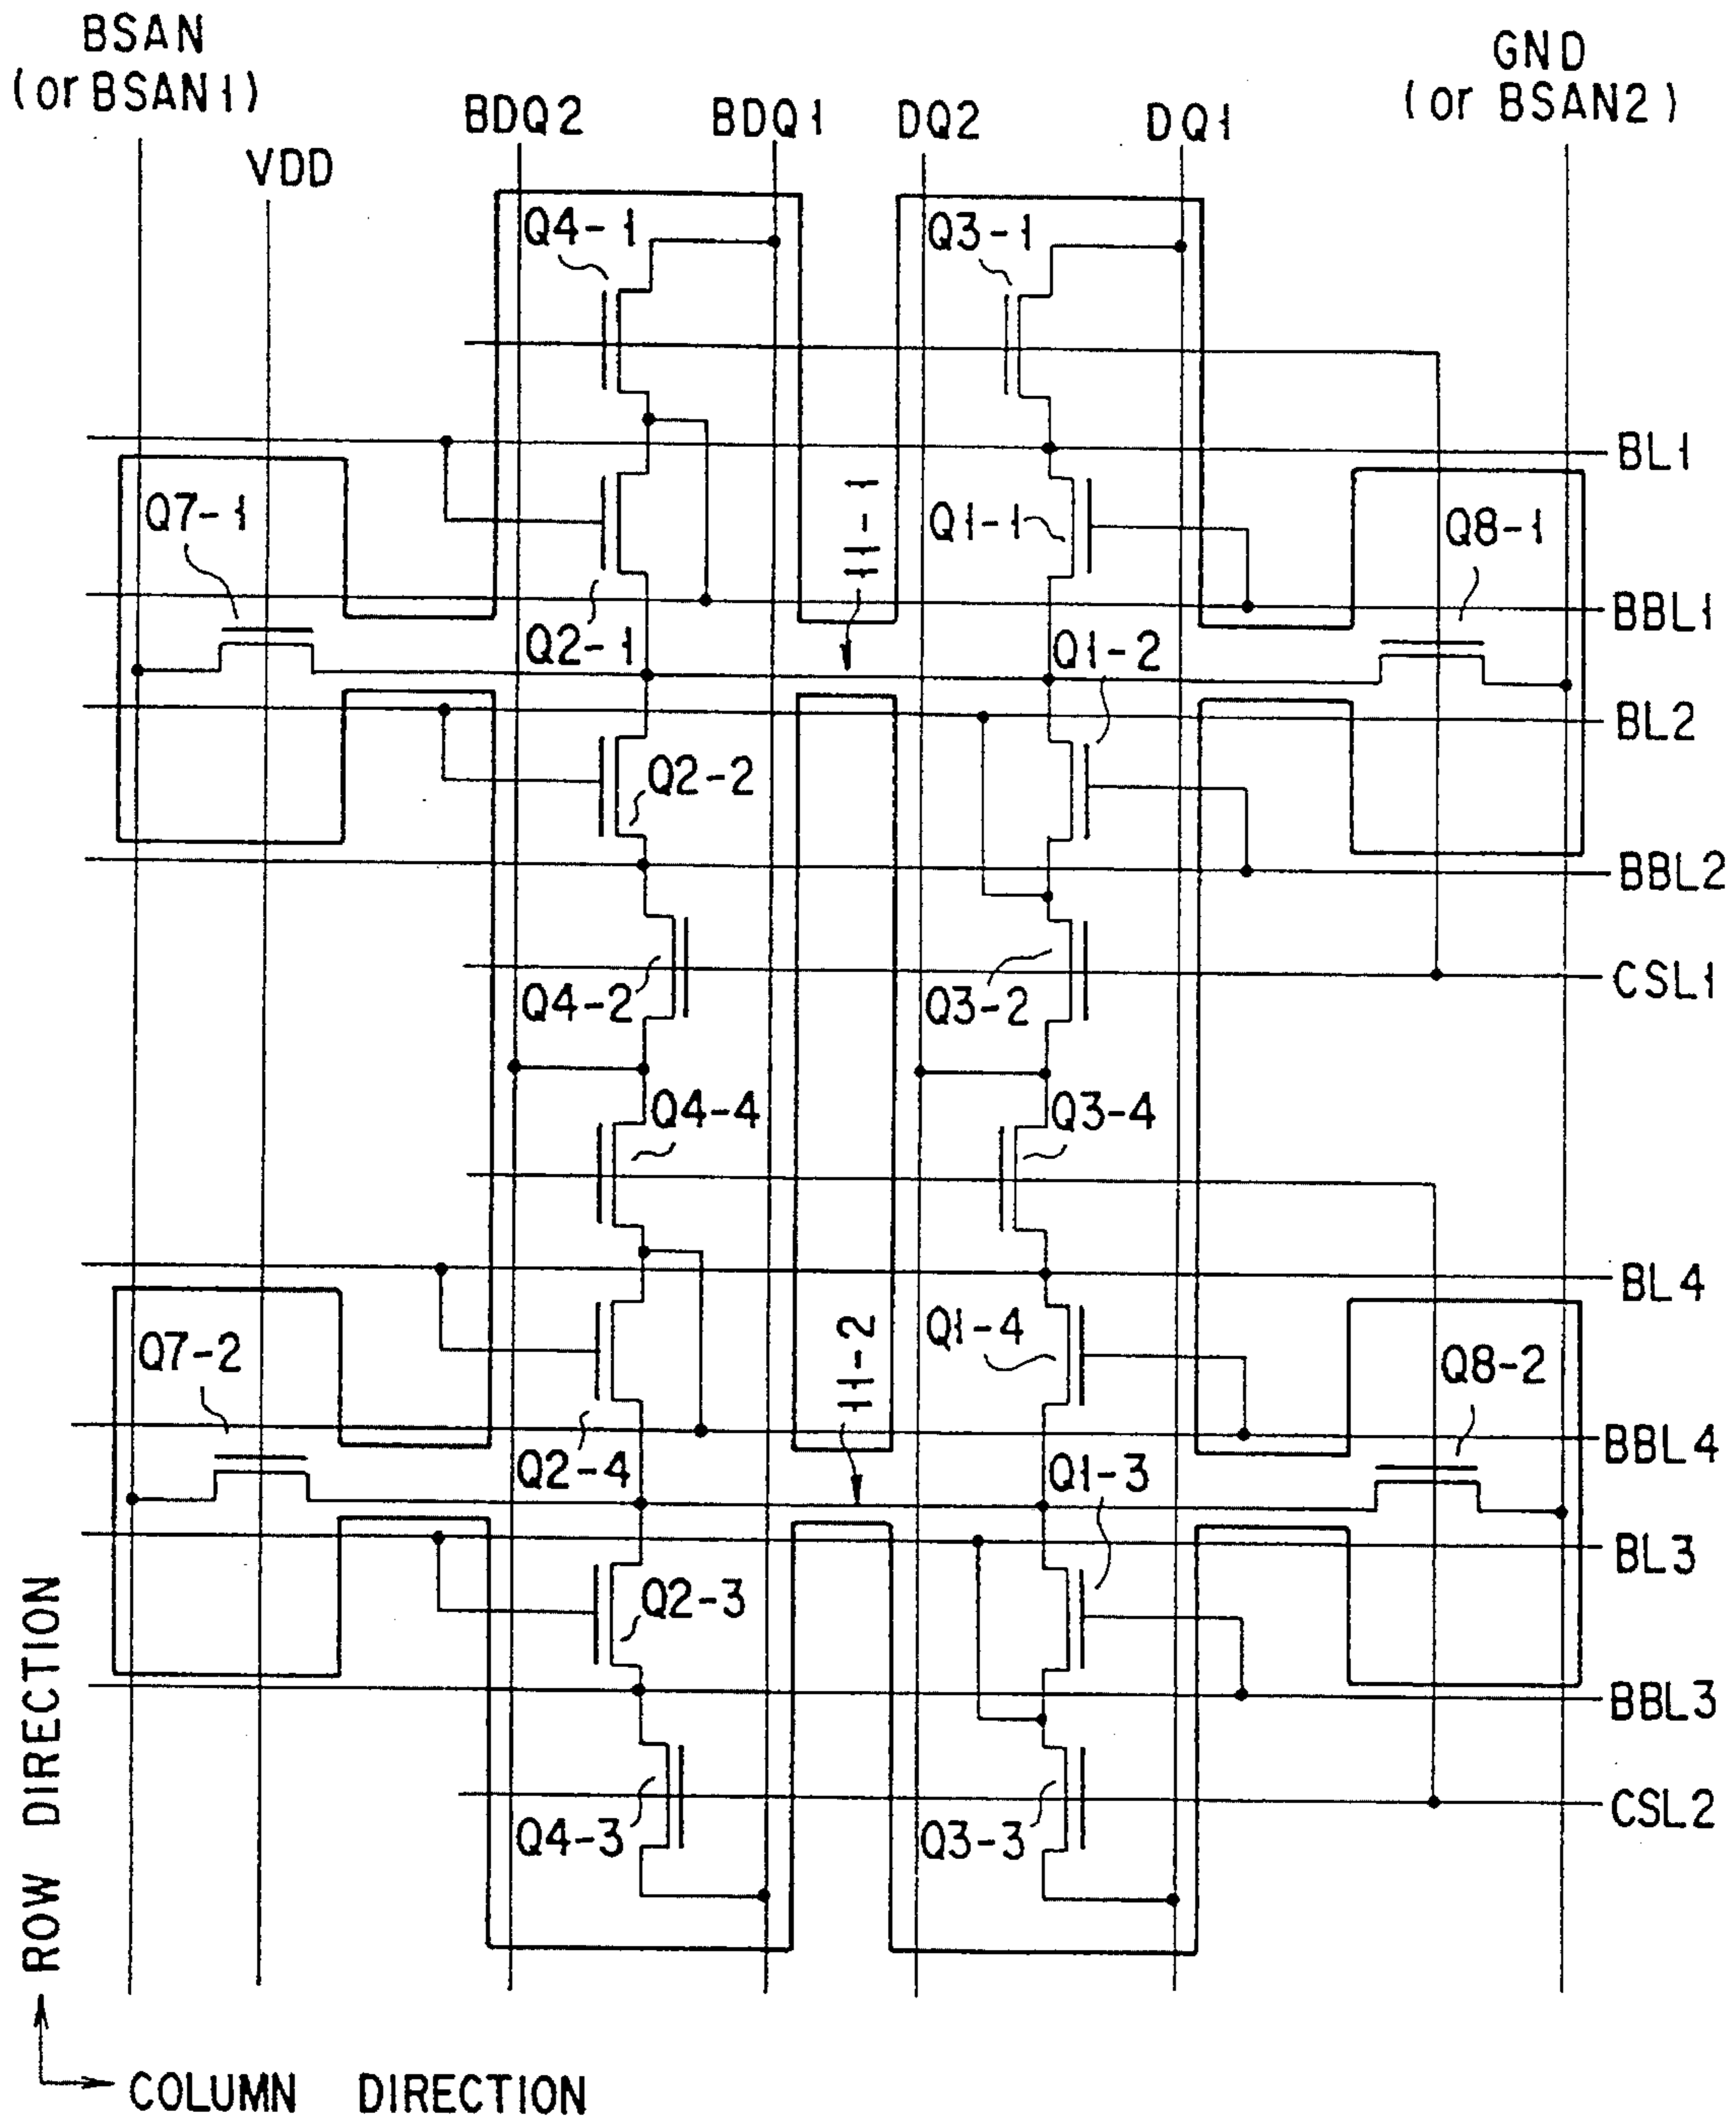 BSAN
(or BSAN1)
GND
(or BSAN2)
BDQ2
BDQ1
DQ2
DQ1
VDD
Q4-1
Q3-1
BL1
Q7-1
11-1
Q1-1
Q8-1
BBL1
Q2-1
Q1-2
BL2
Q2-2
BBL2
Q4-2
Q3-2
CSL1
Q4-4
Q3-4
BL4
Q7-2
11-2
Q1-4
Q8-2
BBL4
Q2-4
Q1-3
BL3
Q2-3
BBL3
Q4-3
Q3-3
CSL2
ROW DIRECTION
COLUMN DIRECTION